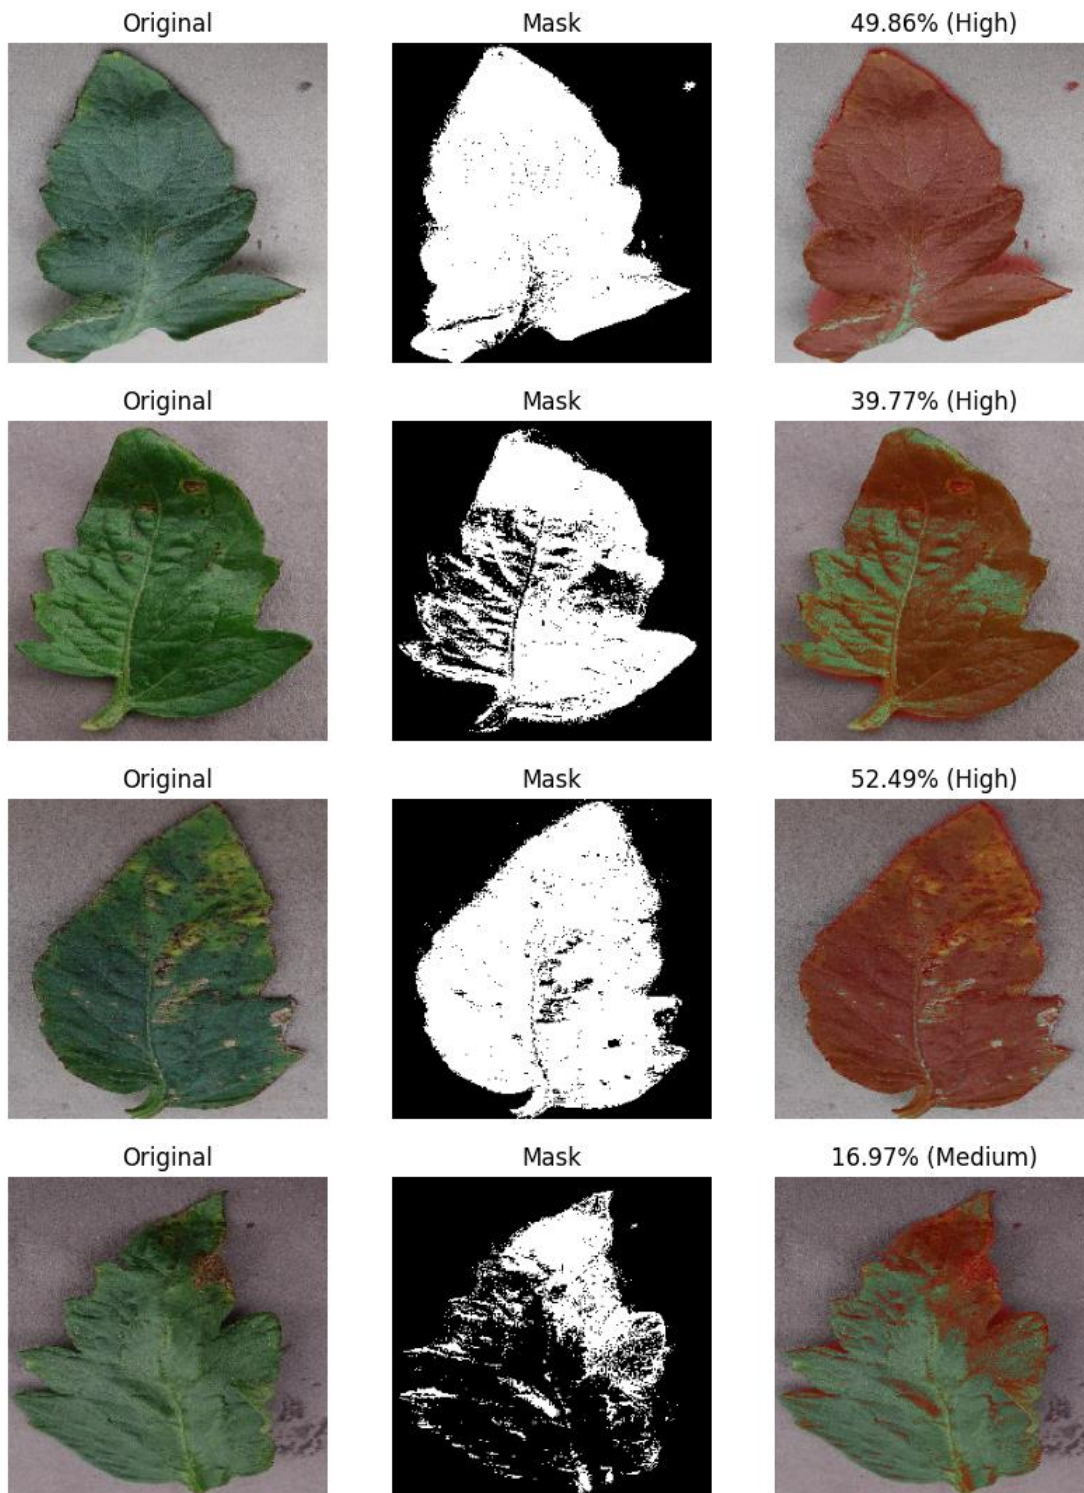 Original Mask 49.86% (High)
Original Mask 39.77% (High)
Original Mask 52.49% (High)
Original Mask 16.97% (Medium)